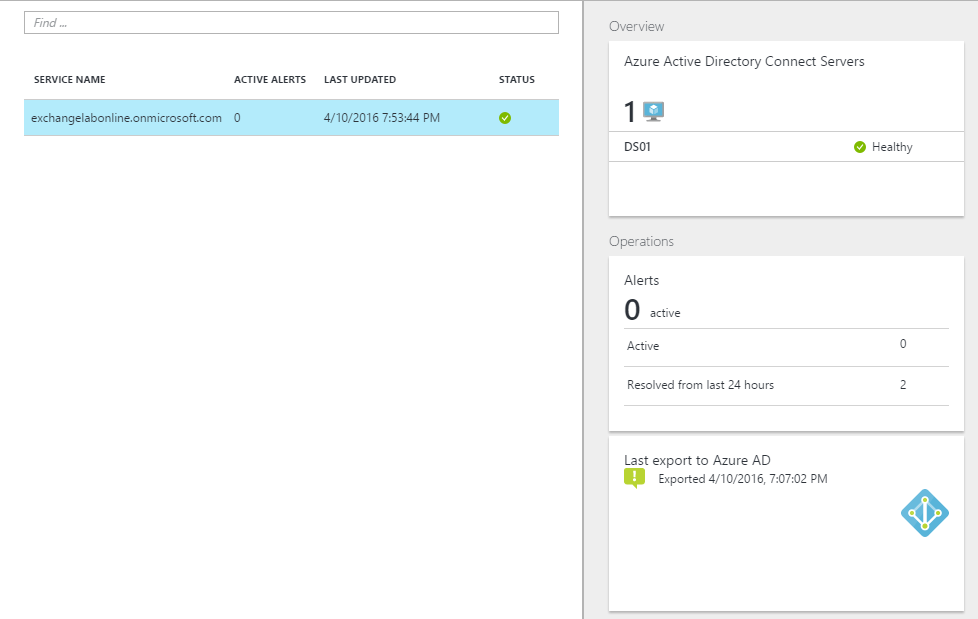 Find ...
SERVICE NAME ACTIVE ALERTS LAST UPDATED STATUS
exchangelabonline.onmicrosoft.com 0 4/10/2016 7:53:44 PM
Overview
Azure Active Directory Connect Servers
1
DS01 Healthy
Operations
Alerts
0 active
Active 0
Resolved from last 24 hours 2
Last export to Azure AD
Exported 4/10/2016, 7:07:02 PM